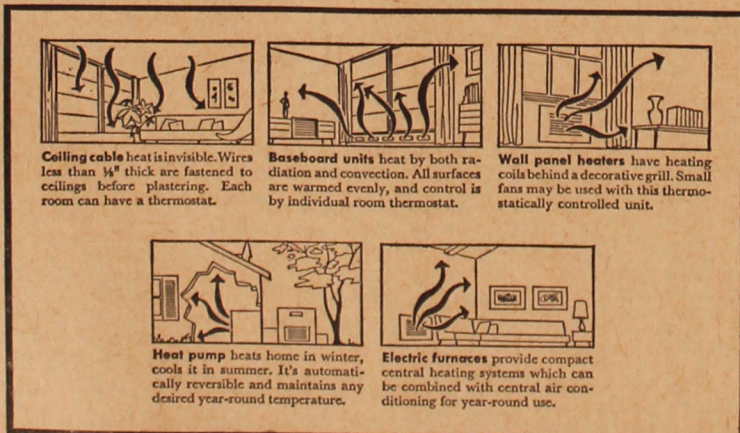 Ceiling cable heat is invisible. Wires
less than ⅛" thick are fastened to
ceilings before plastering. Each
room can have a thermostat.
Baseboard units heat by both ra-
diation and convection. All surfaces
are warmed evenly, and control is
by individual room thermostat.
Wall panel heaters have heating
coils behind a decorative grill. Small
fans may be used with this thermo-
statically controlled unit.
Heat pump heats home in winter,
cools it in summer. It's automati-
cally reversible and maintains any
desired year-round temperature.
Electric furnaces provide compact
central heating systems which can
be combined with central air con-
ditioning for year-round use.